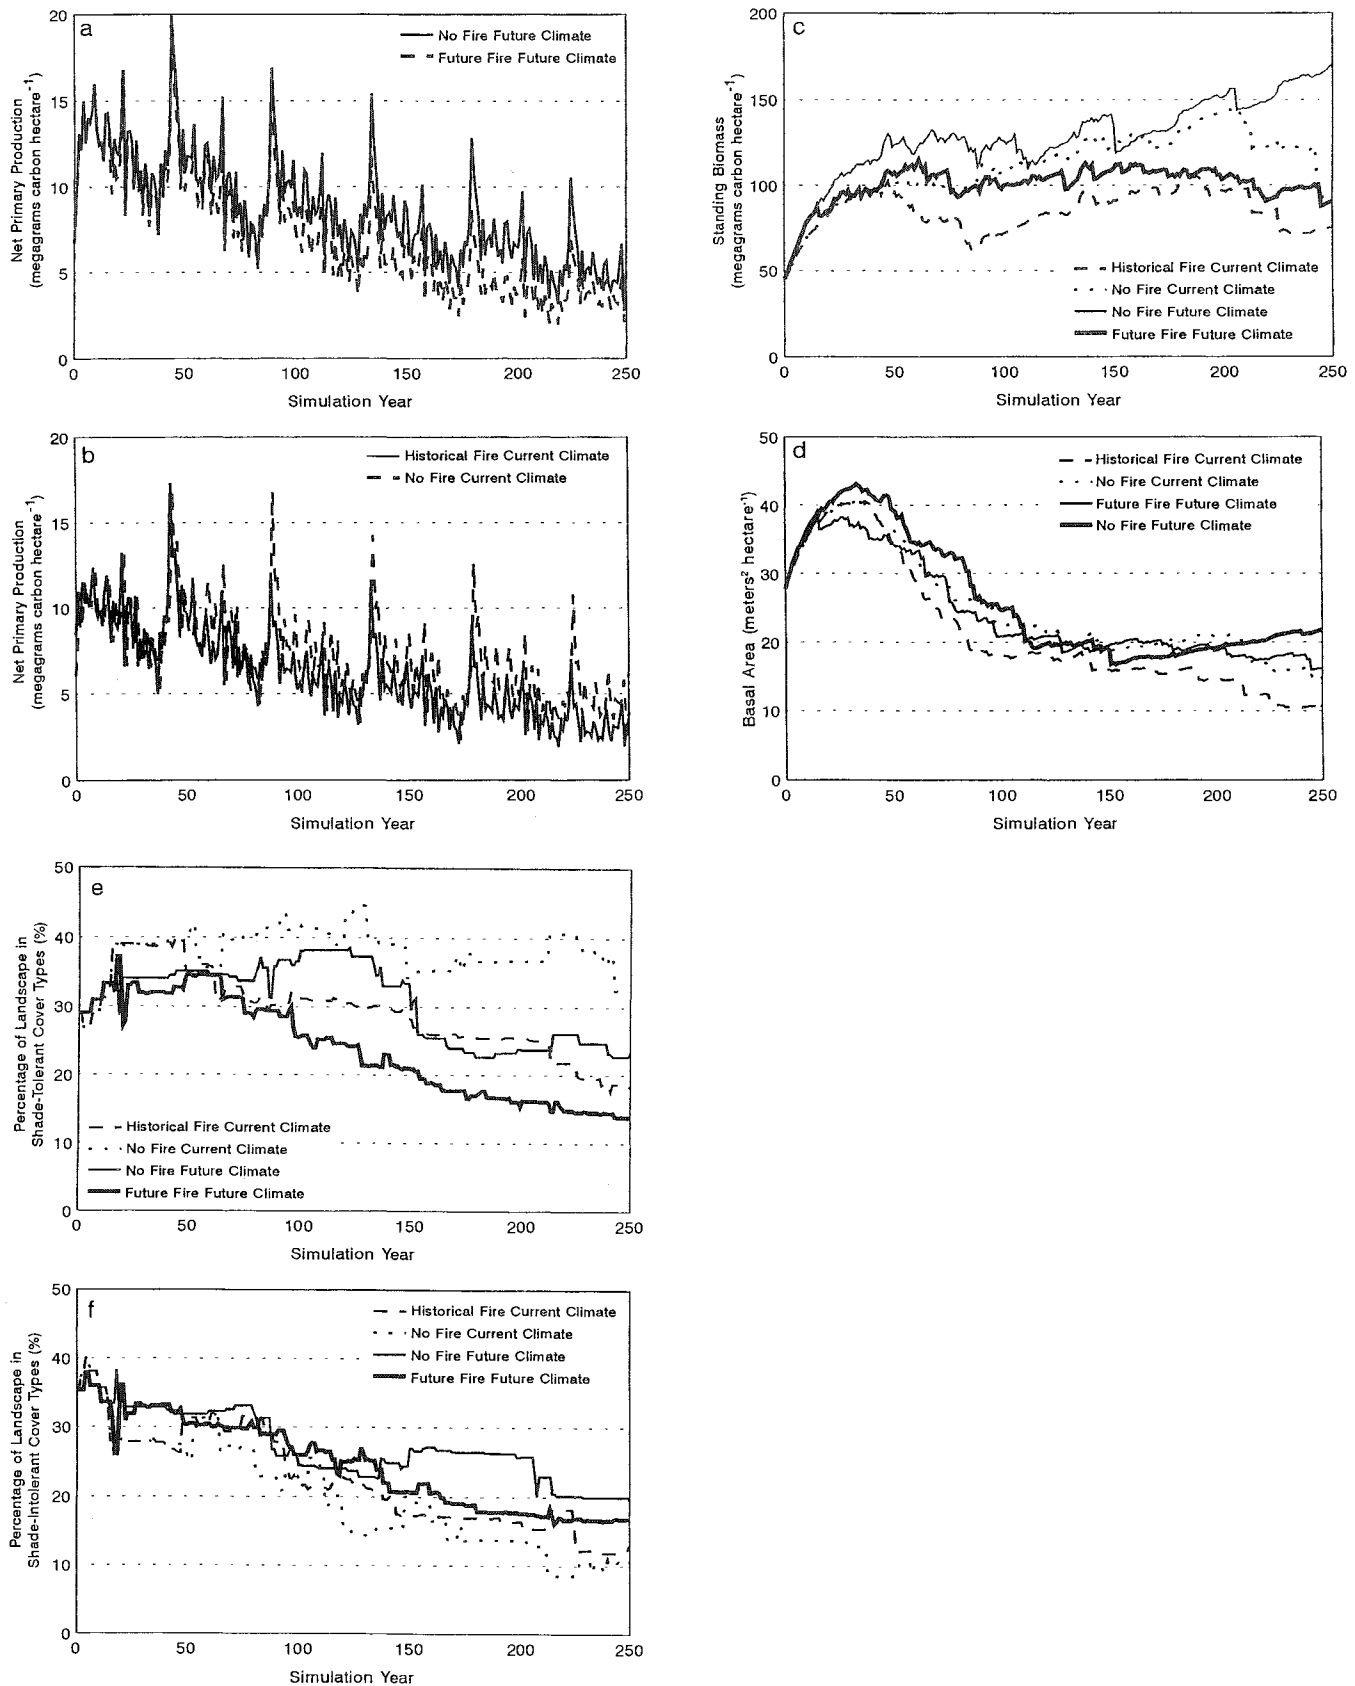 a
No Fire Future Climate
Future Fire Future Climate
Net Primary Production
(megagrams carbon hectare⁻¹)
20
15
10
5
0
0 50 100 150 200 250
Simulation Year
c
Standing Biomass
(megagrams carbon hectare⁻¹)
200
150
100
50
0
Historical Fire Current Climate
No Fire Current Climate
No Fire Future Climate
Future Fire Future Climate
0 50 100 150 200 250
Simulation Year
b
Historical Fire Current Climate
No Fire Current Climate
Net Primary Production
(megagrams carbon hectare⁻¹)
20
15
10
5
0
0 50 100 150 200 250
Simulation Year
d
Historical Fire Current Climate
No Fire Current Climate
Future Fire Future Climate
No Fire Future Climate
Basal Area (meters² hectare⁻¹)
50
40
30
20
10
0
0 50 100 150 200 250
Simulation Year
e
Percentage of Landscape in
Shade-Tolerant Cover Types (%)
50
40
30
20
10
0
Historical Fire Current Climate
No Fire Current Climate
No Fire Future Climate
Future Fire Future Climate
0 50 100 150 200 250
Simulation Year
f
Historical Fire Current Climate
No Fire Current Climate
No Fire Future Climate
Future Fire Future Climate
Percentage of Landscape in
Shade-Intolerant Cover Types (%)
50
40
30
20
10
0
0 50 100 150 200 250
Simulation Year